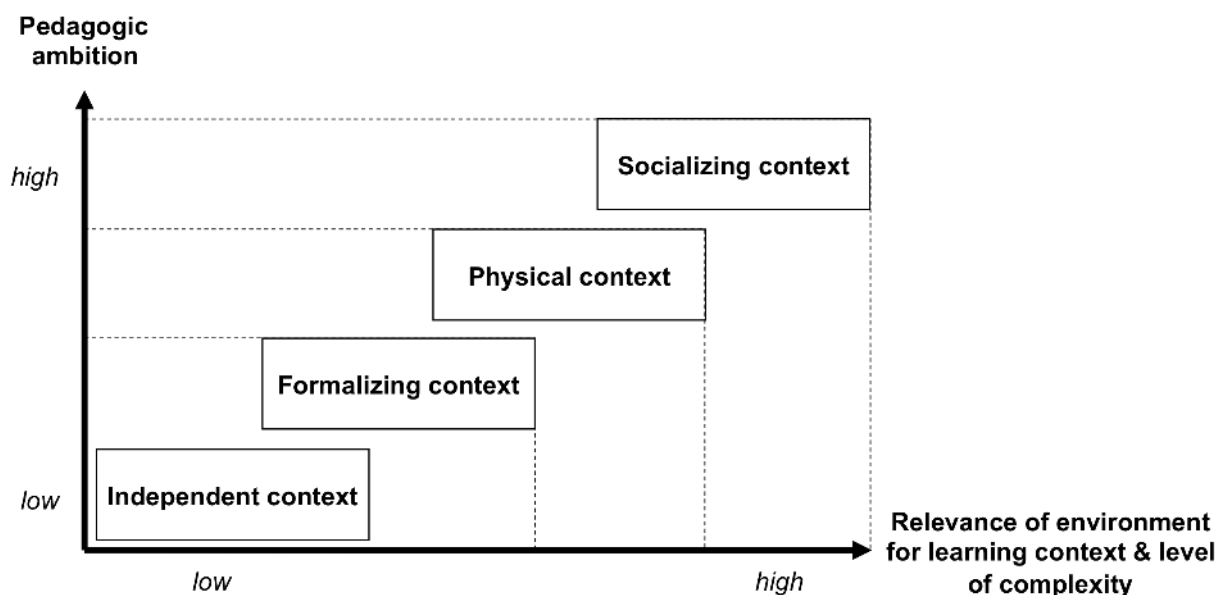 Pedagogic
ambition
high
Socializing context
Physical context
Formalizing context
low
Independent context
Relevance of environment
for learning context & level
of complexity
low
high